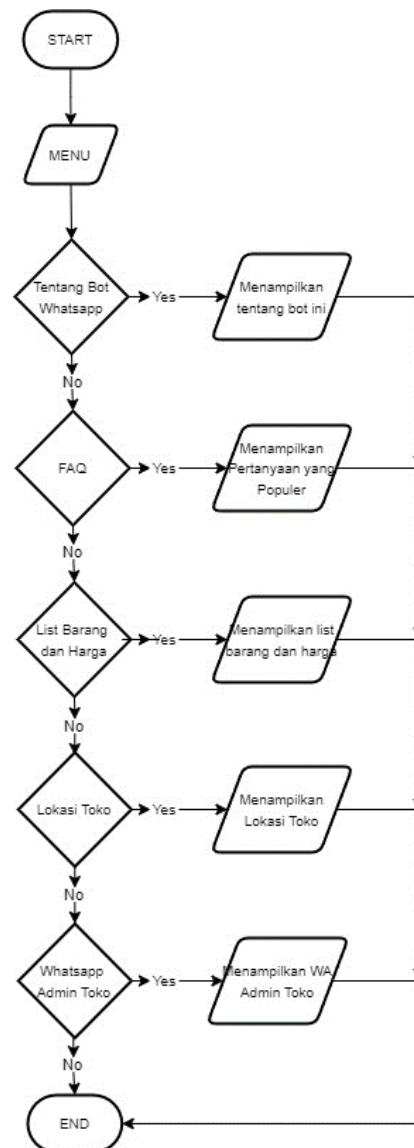 START
MENU
Tentang Bot
Whatsapp
Yes
Menampilkan
tentang bot ini
No
FAQ
Yes
Menampilkan
Pertanyaan yang
Populer
No
List Barang
dan Harga
Yes
Menampilkan list
barang dan harga
No
Lokasi Toko
Yes
Menampilkan
Lokasi Toko
No
Whatsapp
Admin Toko
Yes
Menampilkan WA
Admin Toko
No
END